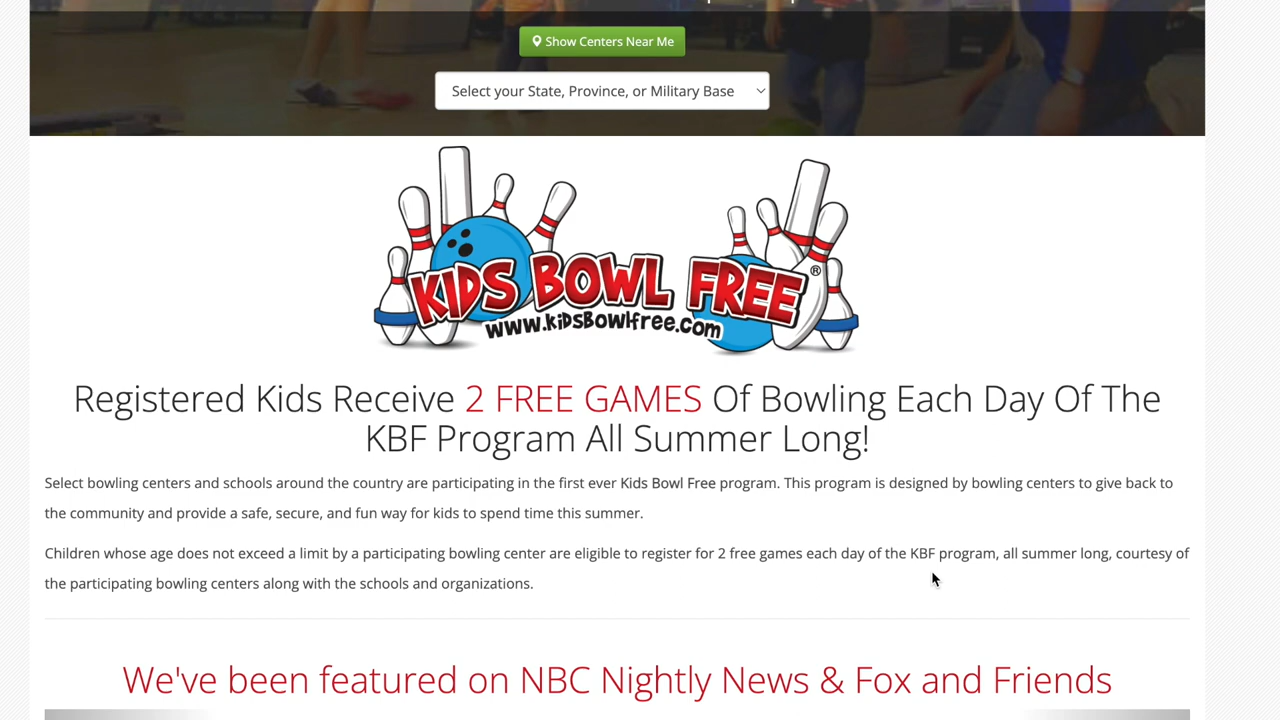 Show Centers Near Me
Select your State, Province, or Military Base
KIDS BOWL FREE®
www.kidsBowlfree.com
Registered Kids Receive 2 FREE GAMES Of Bowling Each Day Of The
KBF Program All Summer Long!
Select bowling centers and schools around the country are participating in the first ever Kids Bowl Free program. This program is designed by bowling centers to give back to
the community and provide a safe, secure, and fun way for kids to spend time this summer.
Children whose age does not exceed a limit by a participating bowling center are eligible to register for 2 free games each day of the KBF program, all summer long, courtesy of
the participating bowling centers along with the schools and organizations.
We've been featured on NBC Nightly News & Fox and Friends